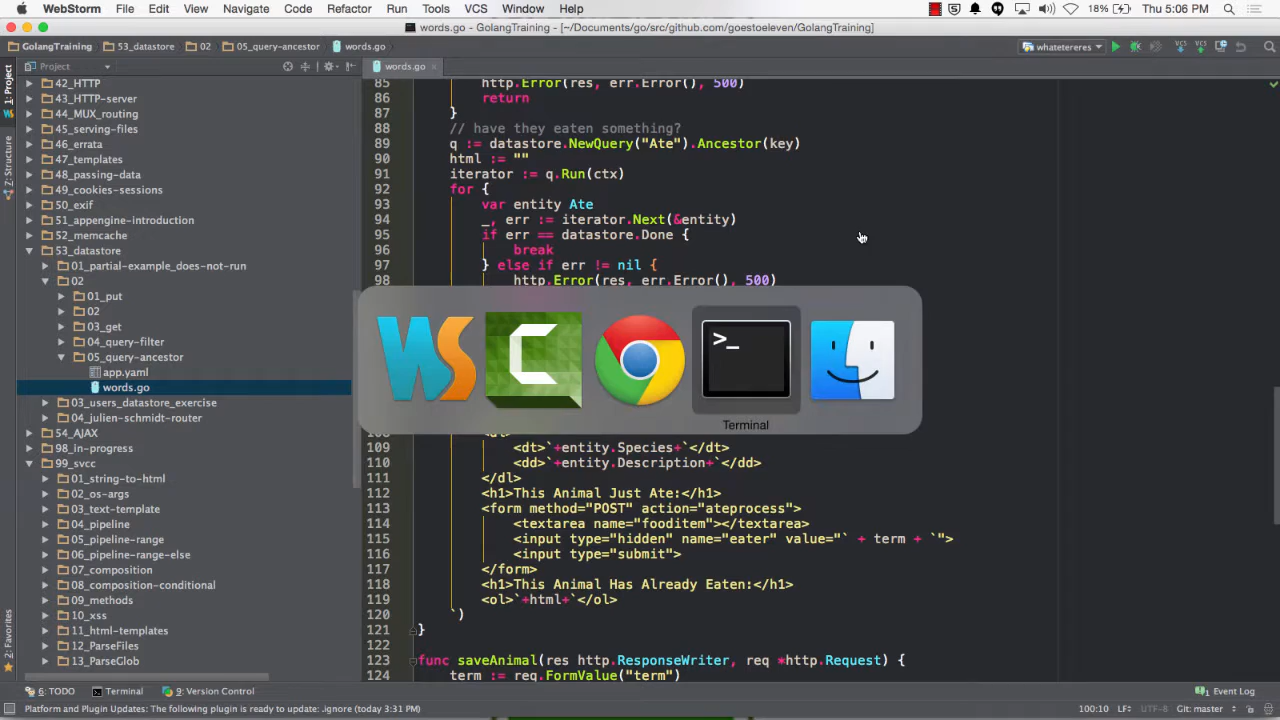 WebStorm File Edit View Navigate Code Refactor Run Tools VCS Window Help 18% Thu 5:06 PM
words.go - GolangTraining - [~/Documents/go/src/github.com/goestoeleven/GolangTraining]
GolangTraining 53_datastore 02 05_query-ancestor words.go whatetereres
Project words.go
1: Project
Z: Structure
2: Favorites
42_HTTP
43_HTTP-server
44_MUX_routing
45_serving-files
46_errata
47_templates
48_passing-data
49_cookies-sessions
50_exif
51_appengine-introduction
52_memcache
53_datastore
01_partial-example_does-not-run
02
01_put
02
03_get
04_query-filter
05_query-ancestor
app.yaml
words.go
03_users_datastore_exercise
04_julien-schmidt-router
54_AJAX
98_in-progress
99_svcc
01_string-to-html
02_os-args
03_text-template
04_pipeline
05_pipeline-range
06_pipeline-range-else
07_composition
08_composition-conditional
09_methods
10_xss
11_html-templates
12_ParseFiles
13_ParseGlob
85 http.Error(res, err.Error(), 500)
86 return
87 }
88 // have they eaten something?
89 q := datastore.NewQuery("Ate").Ancestor(key)
90 html := ""
91 iterator := q.Run(ctx)
92 for {
93 var entity Ate
94 _, err := iterator.Next(&entity)
95 if err == datastore.Done {
96 break
97 } else if err != nil {
98 http.Error(res, err.Error(), 500)
WS C >_
Terminal
109 <dt>`+entity.Species+`</dt>
110 <dd>`+entity.Description+`</dd>
111 </dl>
112 <h1>This Animal Just Ate:</h1>
113 <form method="POST" action="ateprocess">
114 <textarea name="fooditem"></textarea>
115 <input type="hidden" name="eater" value="` + term + `">
116 <input type="submit">
117 </form>
118 <h1>This Animal Has Already Eaten:</h1>
119 <ol>`+html+`</ol>
120 `)
121 }
122
123 func saveAnimal(res http.ResponseWriter, req *http.Request) {
124 term := req.FormValue("term")
6: TODO Terminal 9: Version Control 1 Event Log
Platform and Plugin Updates: The following plugin is ready to update: .ignore (today 3:31 PM) 100:10 LF UTF-8 Git: master